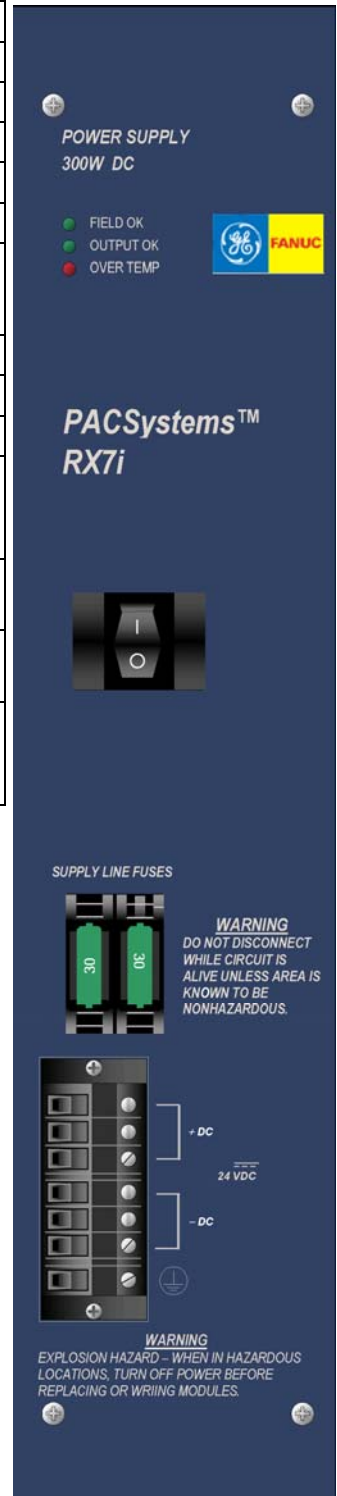 POWER SUPPLY
300W DC
FIELD OK
OUTPUT OK
OVER TEMP
GE
FANUC
PACSystems™
RX7i
I
O
SUPPLY LINE FUSES
30
30
WARNING
DO NOT DISCONNECT
WHILE CIRCUIT IS
ALIVE UNLESS AREA IS
KNOWN TO BE
NONHAZARDOUS.
+ DC
24 VDC
– DC
WARNING
EXPLOSION HAZARD – WHEN IN HAZARDOUS
LOCATIONS, TURN OFF POWER BEFORE
REPLACING OR WRIING MODULES.